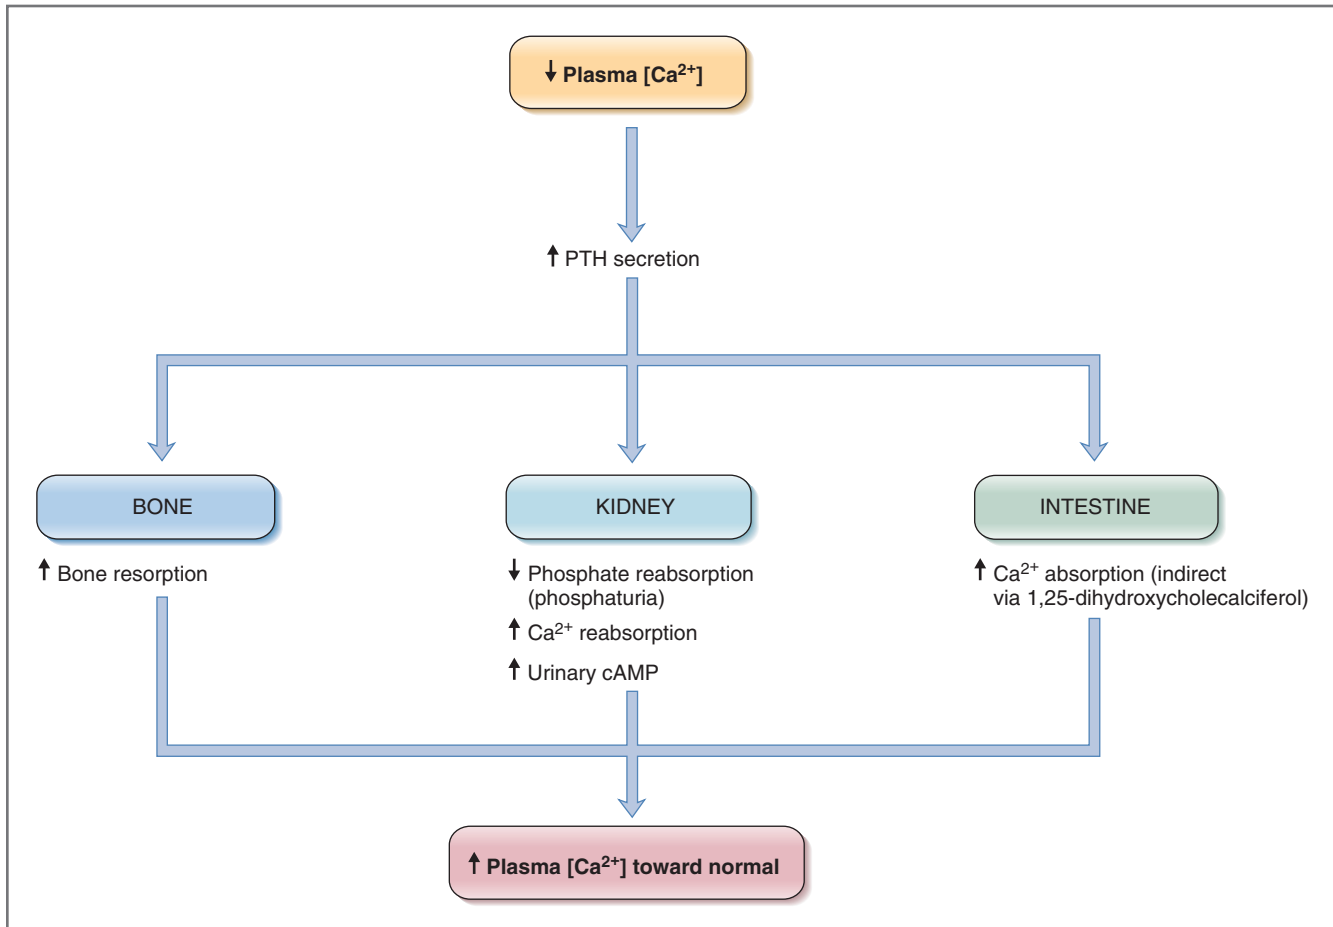 ↓ Plasma [Ca²⁺]
↑ PTH secretion
BONE
↑ Bone resorption
KIDNEY
↓ Phosphate reabsorption
(phosphaturia)
↑ Ca²⁺ reabsorption
↑ Urinary cAMP
INTESTINE
↑ Ca²⁺ absorption (indirect
via 1,25-dihydroxycholecalciferol)
↑ Plasma [Ca²⁺] toward normal